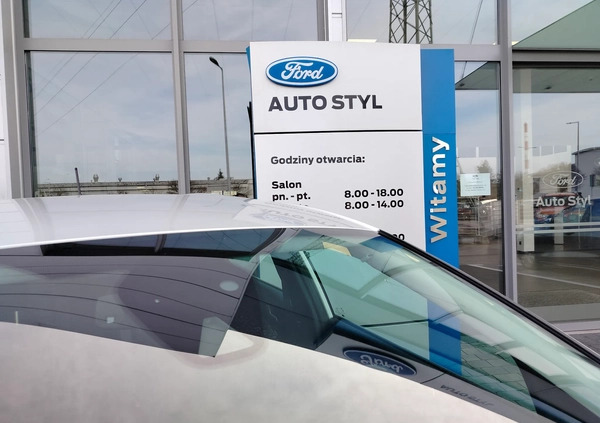 Ford
AUTO STYL
Godziny otwarcia:
Salon
pn. - pt. 8.00 - 18.00
8.00 - 14.00
Witamy
Ford
Auto Styl